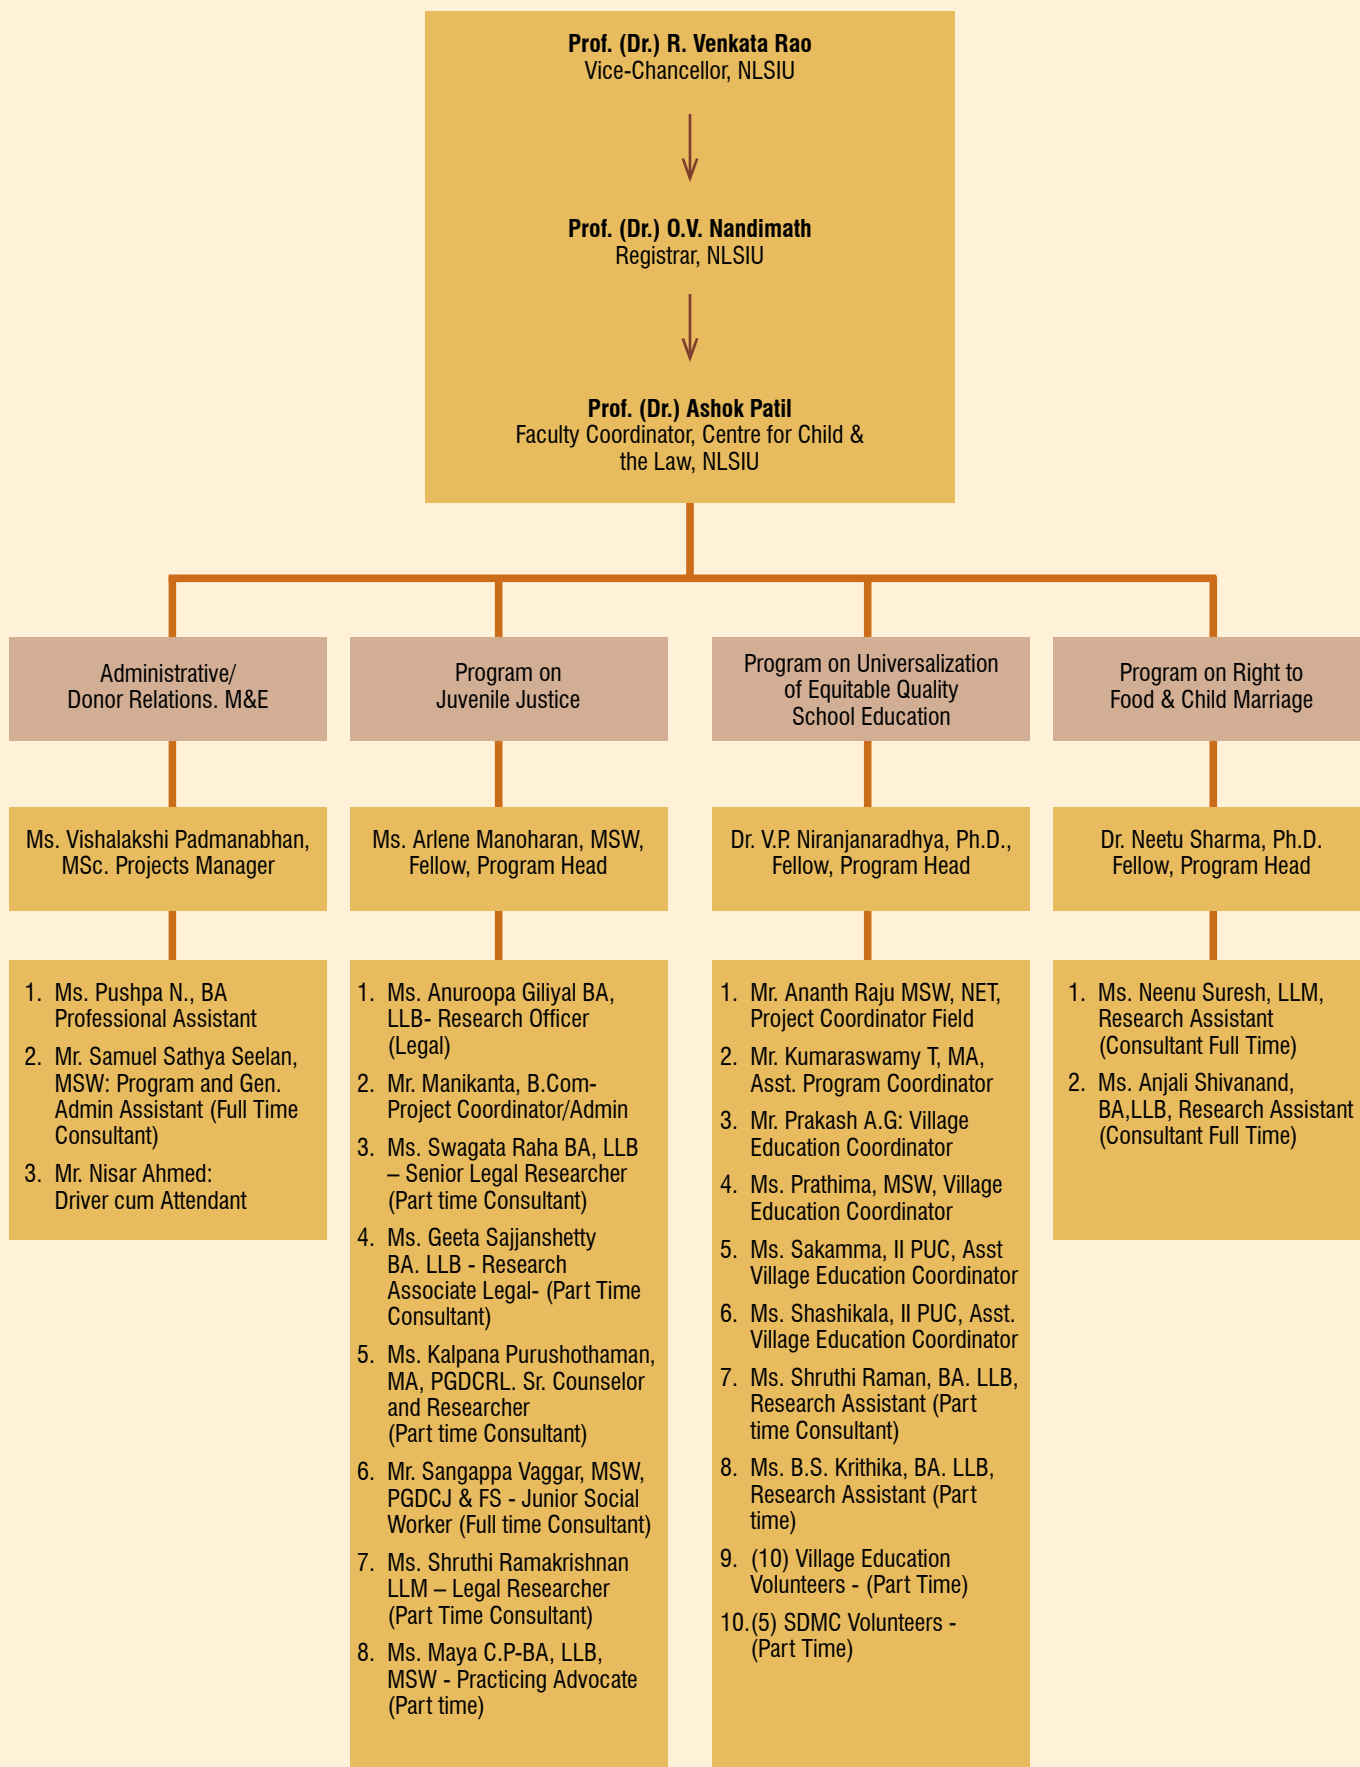 Prof. (Dr.) R. Venkata Rao
Vice-Chancellor, NLSIU
Prof. (Dr.) O.V. Nandimath
Registrar, NLSIU
Prof. (Dr.) Ashok Patil
Faculty Coordinator, Centre for Child &
the Law, NLSIU
Administrative/
Donor Relations. M&E
Ms. Vishalakshi Padmanabhan,
MSc. Projects Manager
1. Ms. Pushpa N., BA
Professional Assistant
2. Mr. Samuel Sathya Seelan,
MSW: Program and Gen.
Admin Assistant (Full Time
Consultant)
3. Mr. Nisar Ahmed:
Driver cum Attendant
Program on
Juvenile Justice
Ms. Arlene Manoharan, MSW,
Fellow, Program Head
1. Ms. Anuroopa Giliyal BA,
LLB- Research Officer
(Legal)
2. Mr. Manikanta, B.Com-
Project Coordinator/Admin
3. Ms. Swagata Raha BA, LLB
– Senior Legal Researcher
(Part time Consultant)
4. Ms. Geeta Sajjanshetty
BA. LLB - Research
Associate Legal- (Part Time
Consultant)
5. Ms. Kalpana Purushothaman,
MA, PGDCRL. Sr. Counselor
and Researcher
(Part time Consultant)
6. Mr. Sangappa Vaggar, MSW,
PGDCJ & FS - Junior Social
Worker (Full time Consultant)
7. Ms. Shruthi Ramakrishnan
LLM – Legal Researcher
(Part Time Consultant)
8. Ms. Maya C.P-BA, LLB,
MSW - Practicing Advocate
(Part time)
Program on Universalization
of Equitable Quality
School Education
Dr. V.P. Niranjanaradhya, Ph.D.,
Fellow, Program Head
1. Mr. Ananth Raju MSW, NET,
Project Coordinator Field
2. Mr. Kumaraswamy T, MA,
Asst. Program Coordinator
3. Mr. Prakash A.G: Village
Education Coordinator
4. Ms. Prathima, MSW, Village
Education Coordinator
5. Ms. Sakamma, II PUC, Asst
Village Education Coordinator
6. Ms. Shashikala, II PUC, Asst.
Village Education Coordinator
7. Ms. Shruthi Raman, BA. LLB,
Research Assistant (Part
time Consultant)
8. Ms. B.S. Krithika, BA. LLB,
Research Assistant (Part
time)
9. (10) Village Education
Volunteers - (Part Time)
10.(5) SDMC Volunteers -
(Part Time)
Program on Right to
Food & Child Marriage
Dr. Neetu Sharma, Ph.D.
Fellow, Program Head
1. Ms. Neenu Suresh, LLM,
Research Assistant
(Consultant Full Time)
2. Ms. Anjali Shivanand,
BA,LLB, Research Assistant
(Consultant Full Time)